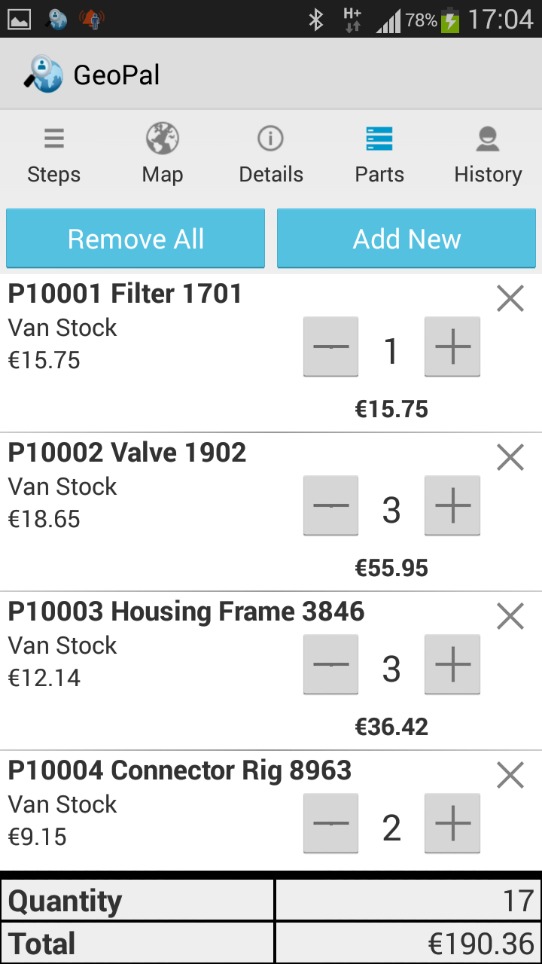 H+ 78% 17:04
GeoPal
Steps Map Details Parts History
Remove All Add New
P10001 Filter 1701
Van Stock
€15.75
1
€15.75
P10002 Valve 1902
Van Stock
€18.65
3
€55.95
P10003 Housing Frame 3846
Van Stock
€12.14
3
€36.42
P10004 Connector Rig 8963
Van Stock
€9.15
2
Quantity 17
Total €190.36